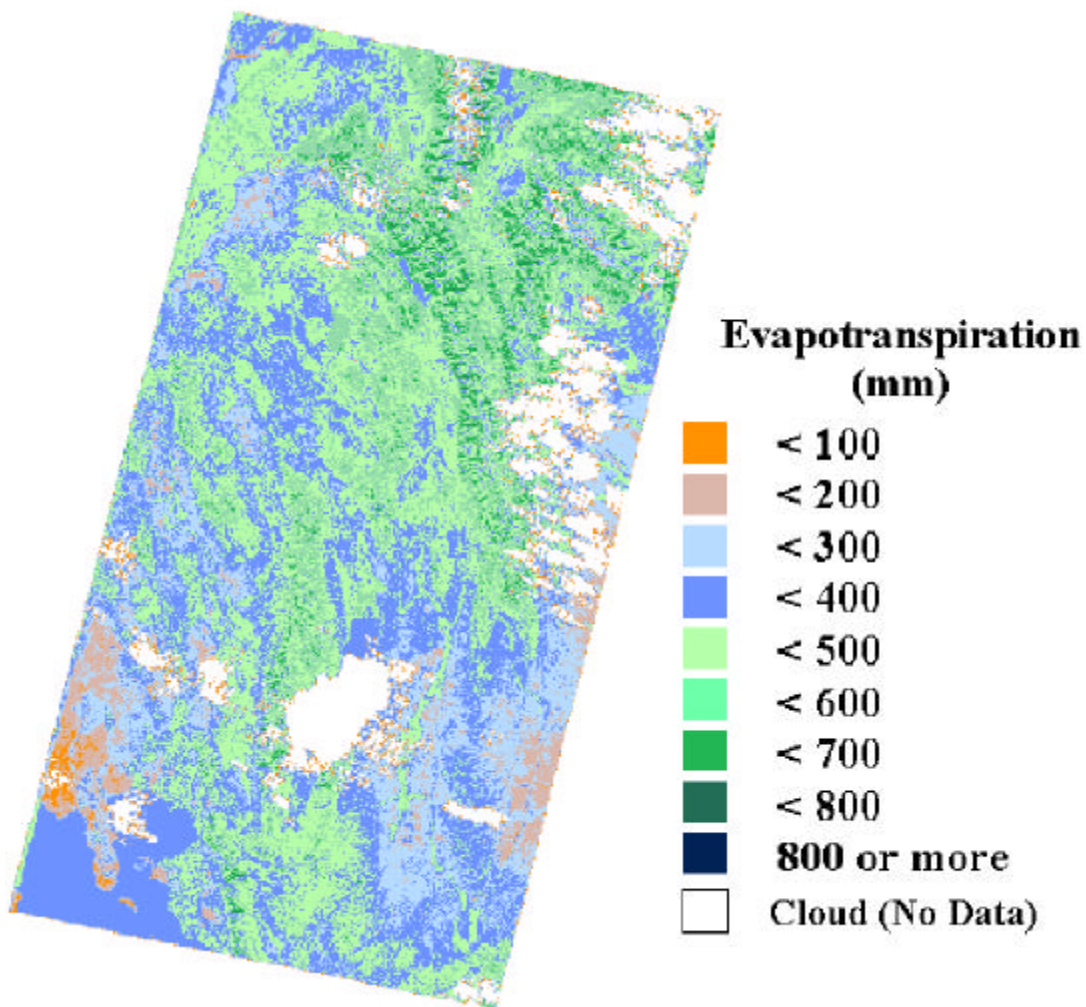 Evapotranspiration
(mm)
< 100
< 200
< 300
< 400
< 500
< 600
< 700
< 800
800 or more
Cloud (No Data)